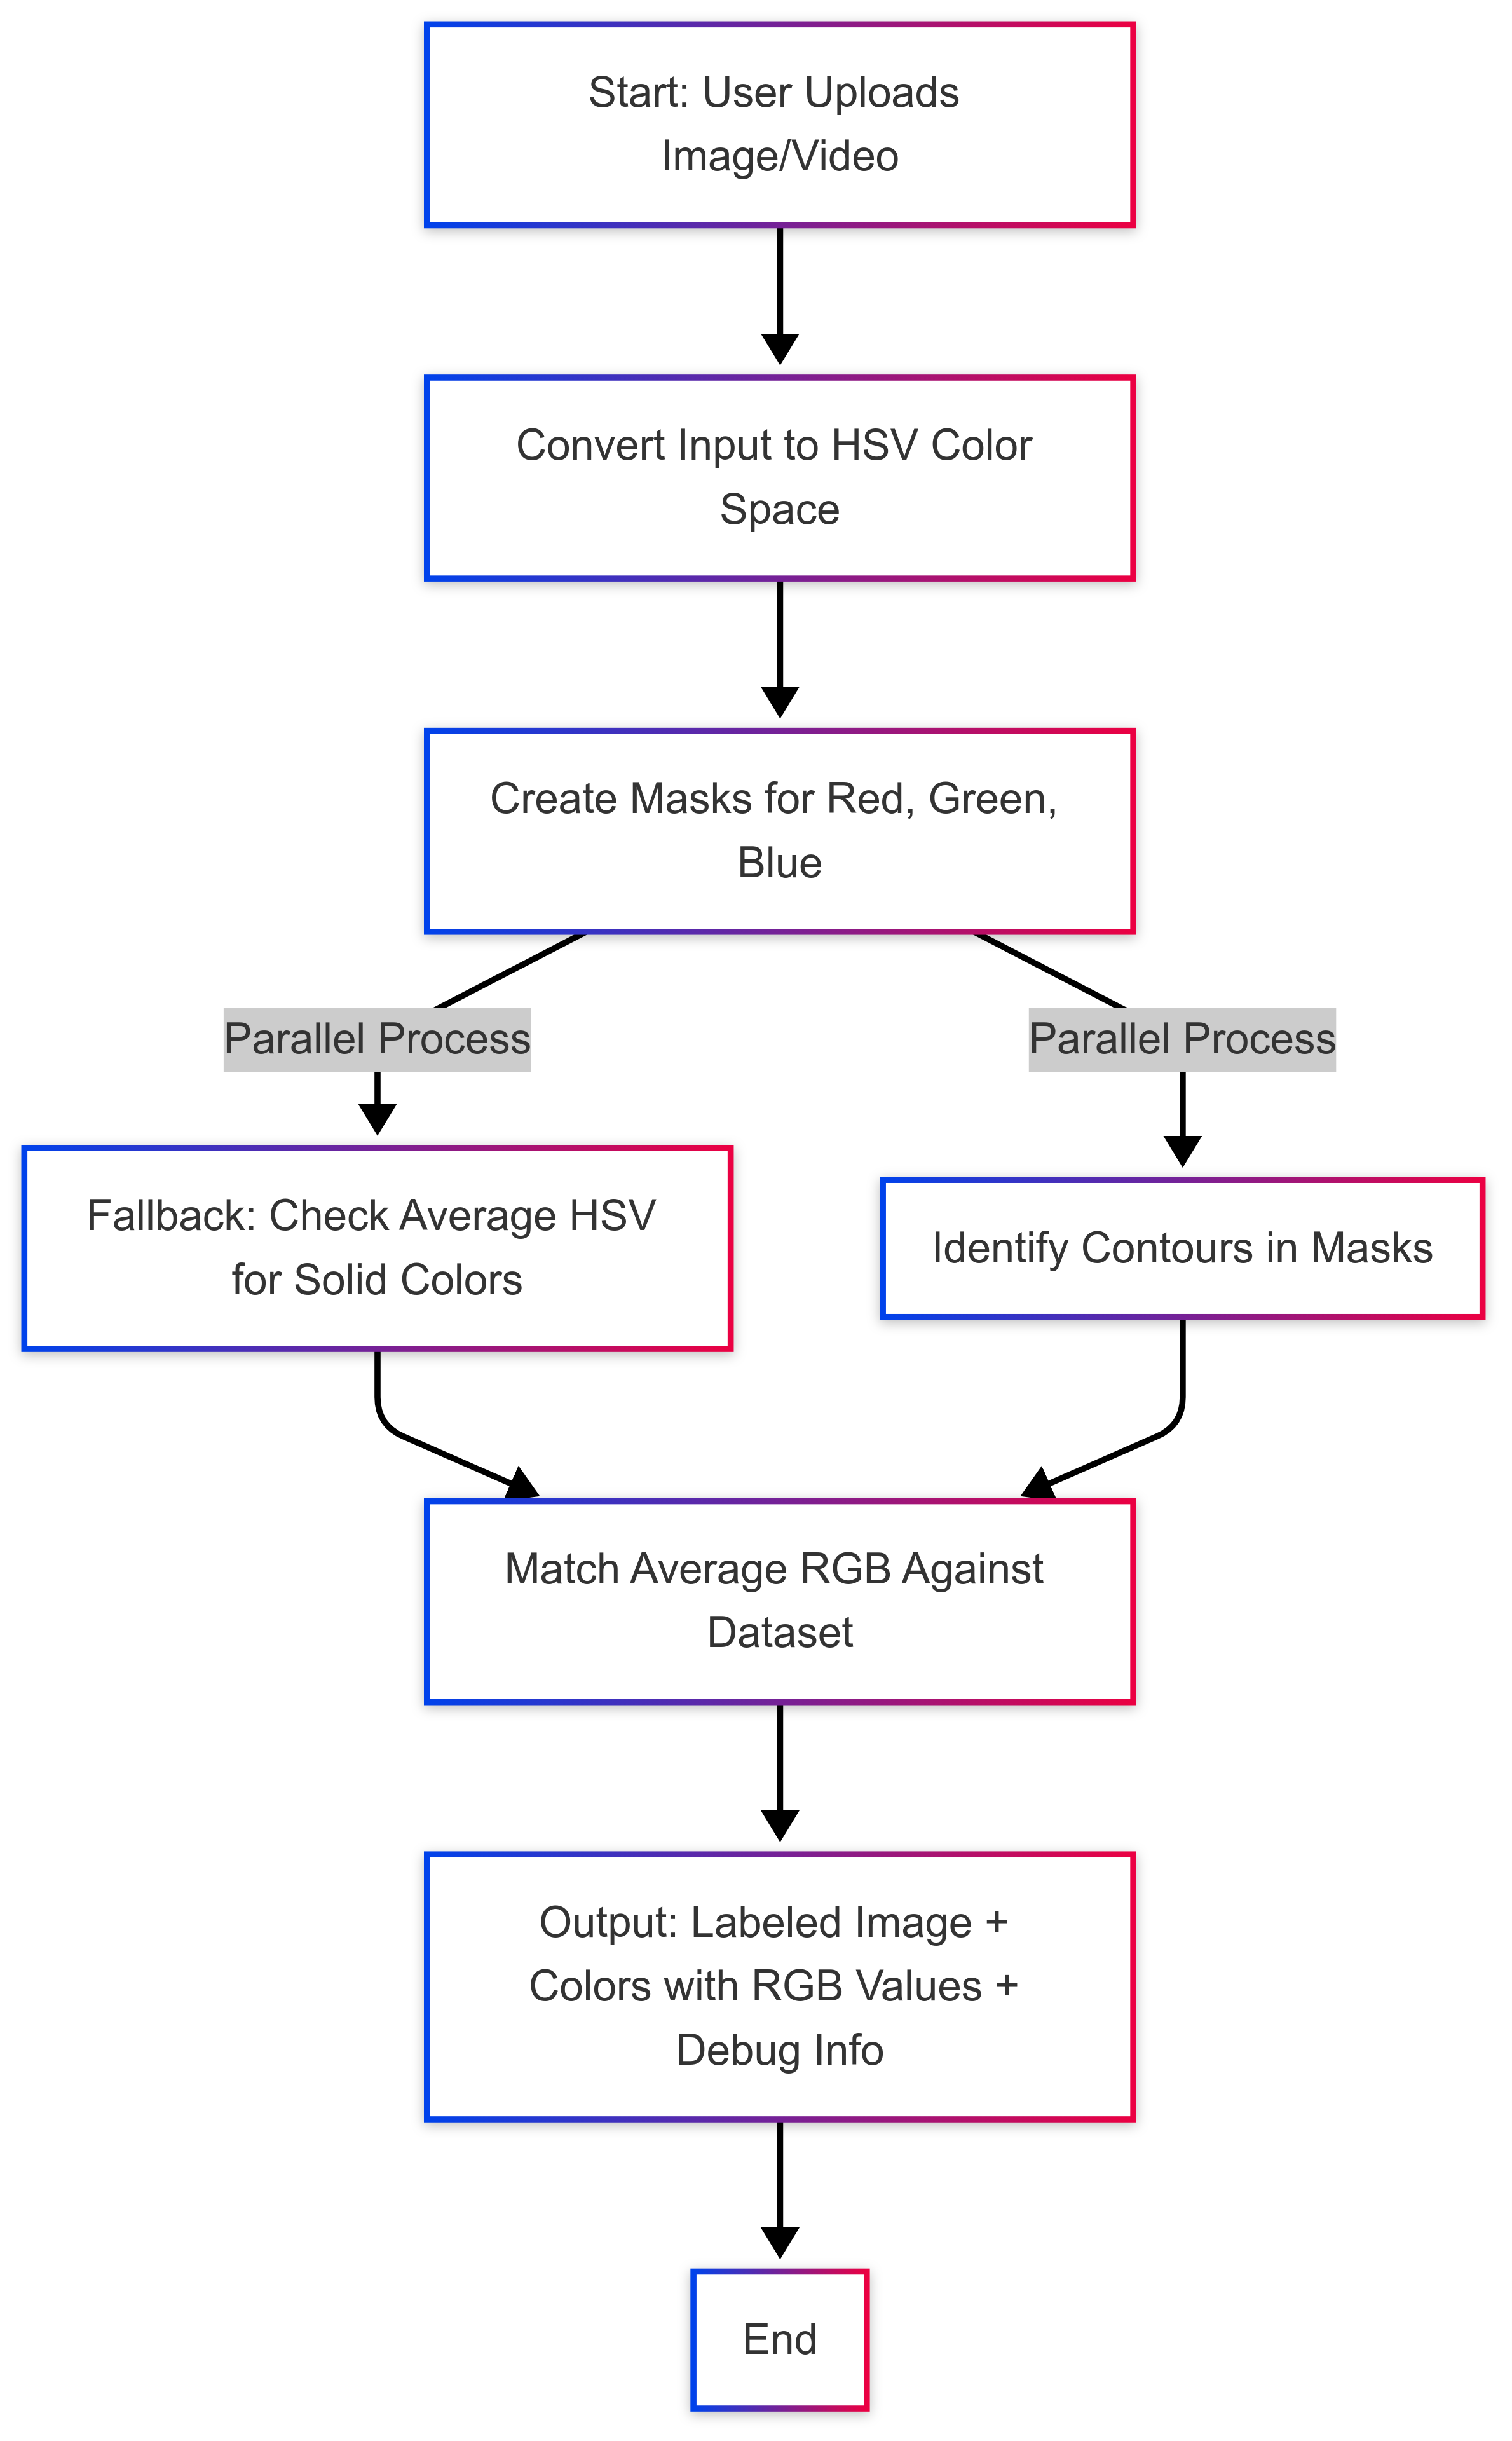 Start: User Uploads
Image/Video
Convert Input to HSV Color
Space
Create Masks for Red, Green,
Blue
Parallel Process
Parallel Process
Fallback: Check Average HSV
for Solid Colors
Identify Contours in Masks
Match Average RGB Against
Dataset
Output: Labeled Image +
Colors with RGB Values +
Debug Info
End